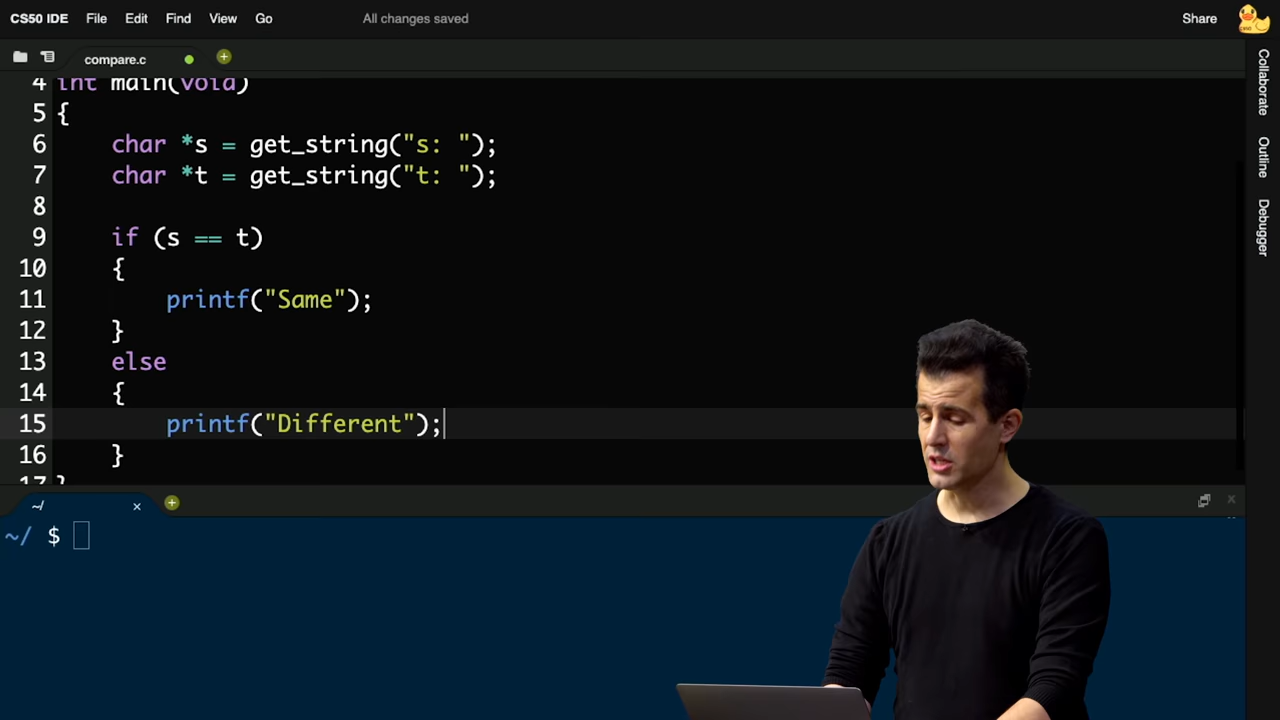 CS50 IDE File Edit Find View Go All changes saved Share
compare.c
4 int main(void)
5 {
6 char *s = get_string("s: ");
7 char *t = get_string("t: ");
8
9 if (s == t)
10 {
11 printf("Same");
12 }
13 else
14 {
15 printf("Different");
16 }
17 }
~/
~/ $
Collaborate
Outline
Debugger